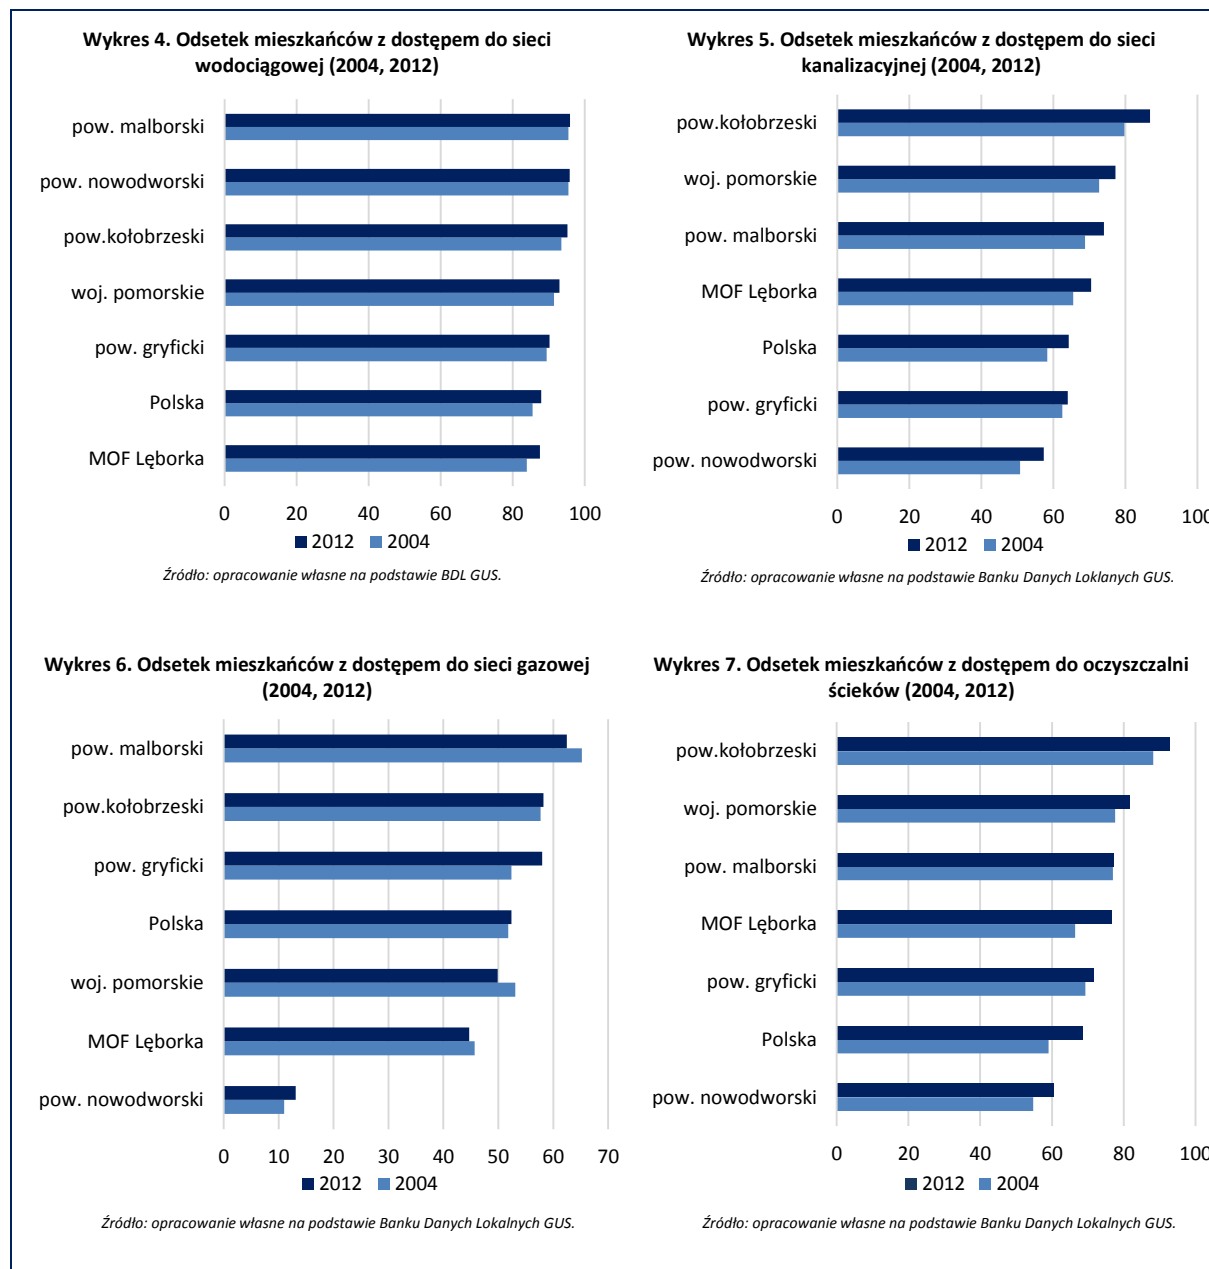 Wykres 4. Odsetek mieszkańców z dostępem do sieci
wodociągowej (2004, 2012)
pow. malborski
pow. nowodworski
pow.kołobrzeski
woj. pomorskie
pow. gryficki
Polska
MOF Lęborka
0 20 40 60 80 100
2012 2004
Źródło: opracowanie własne na podstawie BDL GUS.
Wykres 5. Odsetek mieszkańców z dostępem do sieci
kanalizacyjnej (2004, 2012)
pow.kołobrzeski
woj. pomorskie
pow. malborski
MOF Lęborka
Polska
pow. gryficki
pow. nowodworski
0 20 40 60 80 100
2012 2004
Źródło: opracowanie własne na podstawie Banku Danych Loklanych GUS.
Wykres 6. Odsetek mieszkańców z dostępem do sieci gazowej
(2004, 2012)
pow. malborski
pow.kołobrzeski
pow. gryficki
Polska
woj. pomorskie
MOF Lęborka
pow. nowodworski
0 10 20 30 40 50 60 70
2012 2004
Źródło: opracowanie własne na podstawie Banku Danych Lokalnych GUS.
Wykres 7. Odsetek mieszkańców z dostępem do oczyszczalni
ścieków (2004, 2012)
pow.kołobrzeski
woj. pomorskie
pow. malborski
MOF Lęborka
pow. gryficki
Polska
pow. nowodworski
0 20 40 60 80 100
2012 2004
Źródło: opracowanie własne na podstawie Banku Danych Lokalnych GUS.